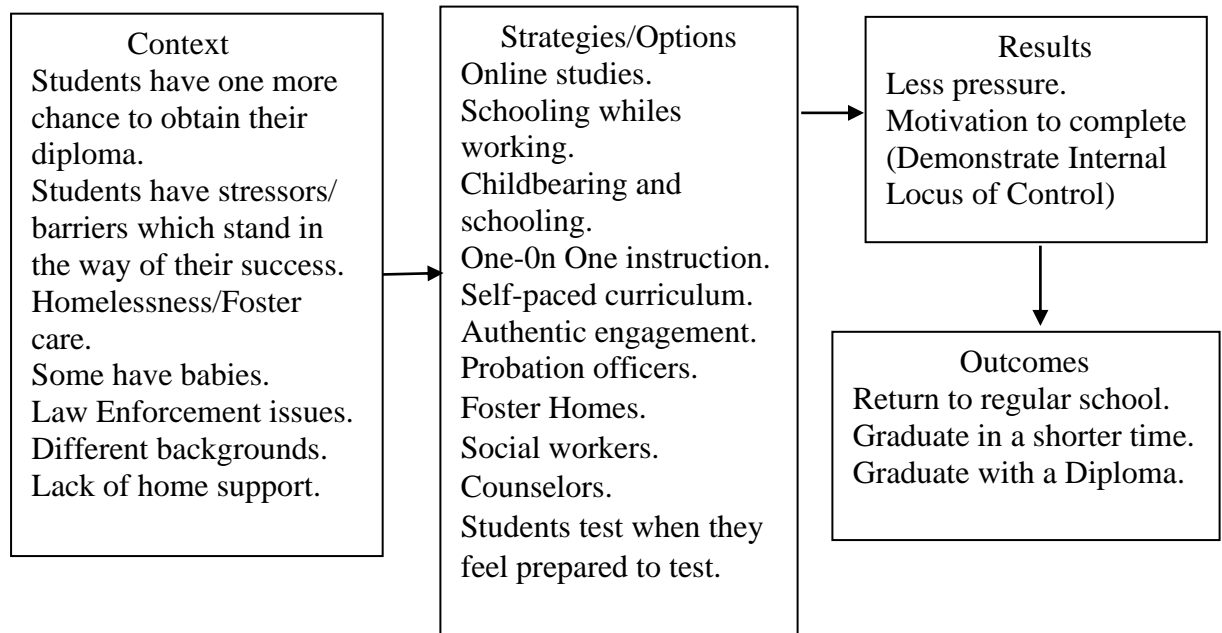 Context
Students have one more
chance to obtain their
diploma.
Students have stressors/
barriers which stand in
the way of their success.
Homelessness/Foster
care.
Some have babies.
Law Enforcement issues.
Different backgrounds.
Lack of home support.
Strategies/Options
Online studies.
Schooling whiles
working.
Childbearing and
schooling.
One-0n One instruction.
Self-paced curriculum.
Authentic engagement.
Probation officers.
Foster Homes.
Social workers.
Counselors.
Students test when they
feel prepared to test.
Results
Less pressure.
Motivation to complete
(Demonstrate Internal
Locus of Control)
Outcomes
Return to regular school.
Graduate in a shorter time.
Graduate with a Diploma.